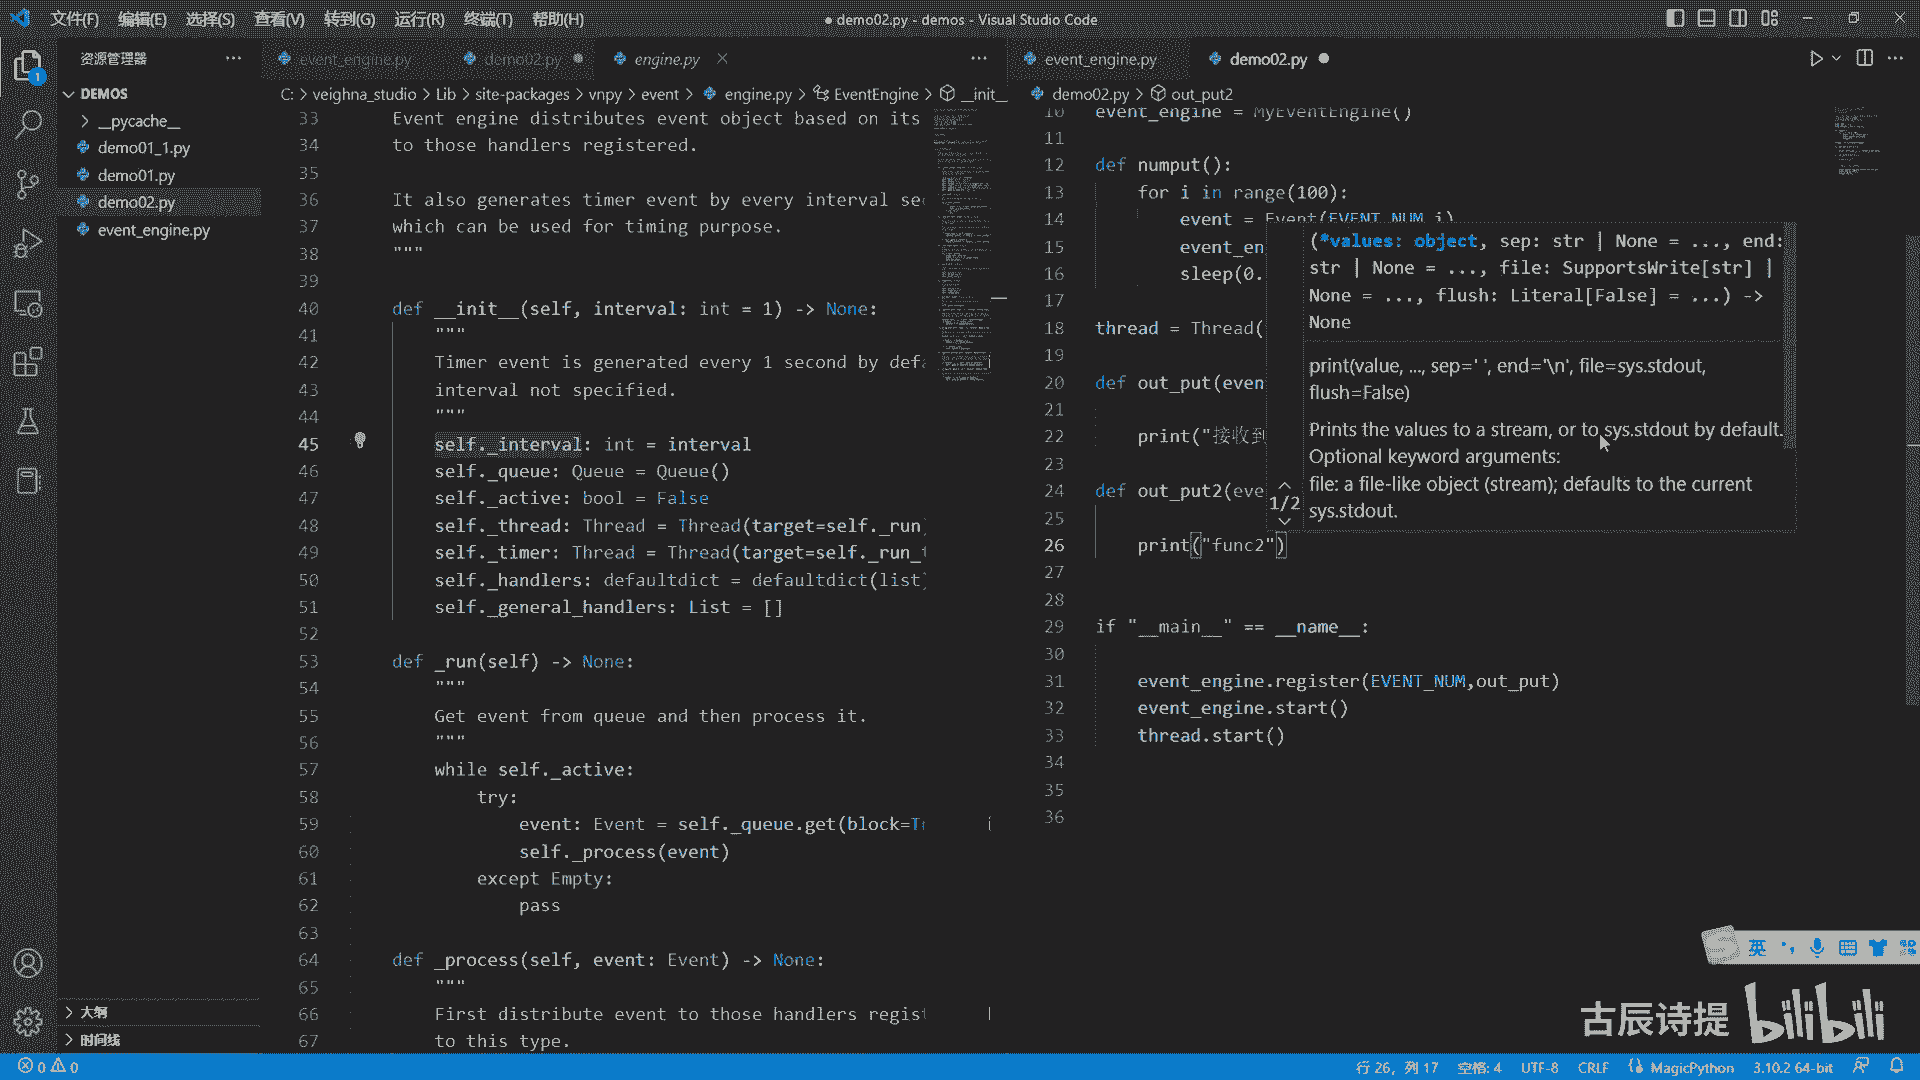 文件(F) 编辑(E) 选择(S) 查看(V) 转到(G) 运行(R) 终端(T) 帮助(H)
● demo02.py - demos - Visual Studio Code
资源管理器
DEMOS
__pycache__
demo01_1.py
demo01.py
demo02.py
event_engine.py
大纲
时间线
event_engine.py demo02.py engine.py
C: > veighna_studio > Lib > site-packages > vnpy > event > engine.py > EventEngine > __init__
33 Event engine distributes event object based on its
34 to those handlers registered.
35
36 It also generates timer event by every interval
37 which can be used for timing purpose.
38 """
39
40 def __init__(self, interval: int = 1) -> None:
41 """
42 Timer event is generated every 1 second by
43 interval not specified.
44 """
45 self._interval: int = interval
46 self._queue: Queue = Queue()
47 self._active: bool = False
48 self._thread: Thread = Thread(target=self._run)
49 self._timer: Thread = Thread(target=self._run_
50 self._handlers: defaultdict = defaultdict(list)
51 self._general_handlers: List = []
52
53 def _run(self) -> None:
54 """
55 Get event from queue and then process it.
56 """
57 while self._active:
58 try:
59 event: Event = self._queue.get(block=
60 self._process(event)
61 except Empty:
62 pass
63
64 def _process(self, event: Event) -> None:
65 """
66 First distribute event to those handlers
67 to this type.
event_engine.py demo02.py
demo02.py > out_put2
10 event_engine = MyEventEngine()
11
12 def numput():
13 for i in range(100):
14 event = Event(EVENT_NUM,i)
15 event_en
16 sleep(0.
17
18 thread = Thread(
19
20 def out_put(even
21
22 print("接收到
23
24 def out_put2(eve
25
26 print("func2")
27
28
29 if "__main__" == __name__:
30
31 event_engine.register(EVENT_NUM,out_put)
32 event_engine.start()
33 thread.start()
34
35
36
(*values: object, sep: str | None = ..., end:
str | None = ..., file: SupportsWrite[str] |
None = ..., flush: Literal[False] = ...) ->
None
print(value, ..., sep=' ', end='\n', file=sys.stdout,
flush=False)
Prints the values to a stream, or to sys.stdout by default.
Optional keyword arguments:
file: a file-like object (stream); defaults to the current
sys.stdout.
1/2
英
古辰诗提 bilibili
0 0
行 26，列 17 空格: 4 UTF-8 CRLF MagicPython 3.10.2 64-bit
1